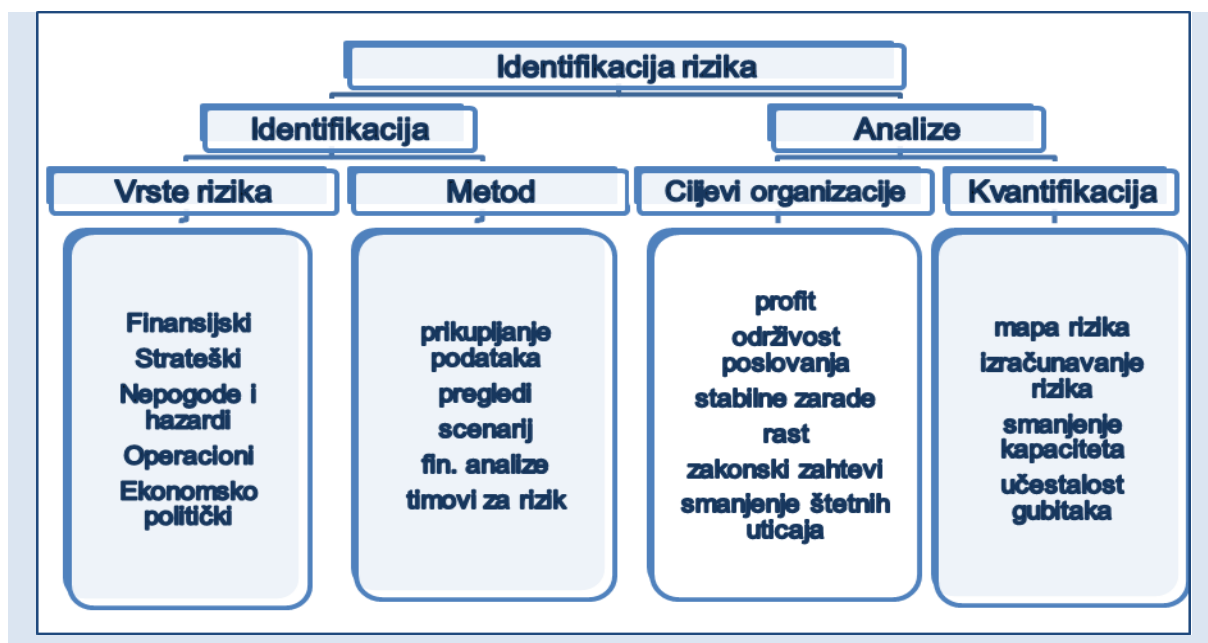 Identifikacija rizika
Identifikacija
Analize
Vrste rizika
Metod
Ciljevi organizacije
Kvantifikacija
Finansijski
Strateški
Nepogode i
hazardi
Operacioni
Ekonomsko
politički
prikupljanje
podataka
pregledi
scenarij
fin. analize
timovi za rizik
profit
održivost
poslovanja
stabilne zarade
rast
zakonski zahtevi
smanjenje štetnih
uticaja
mapa rizika
izračunavanje
rizika
smanjenje
kapaciteta
učestalost
gubitaka